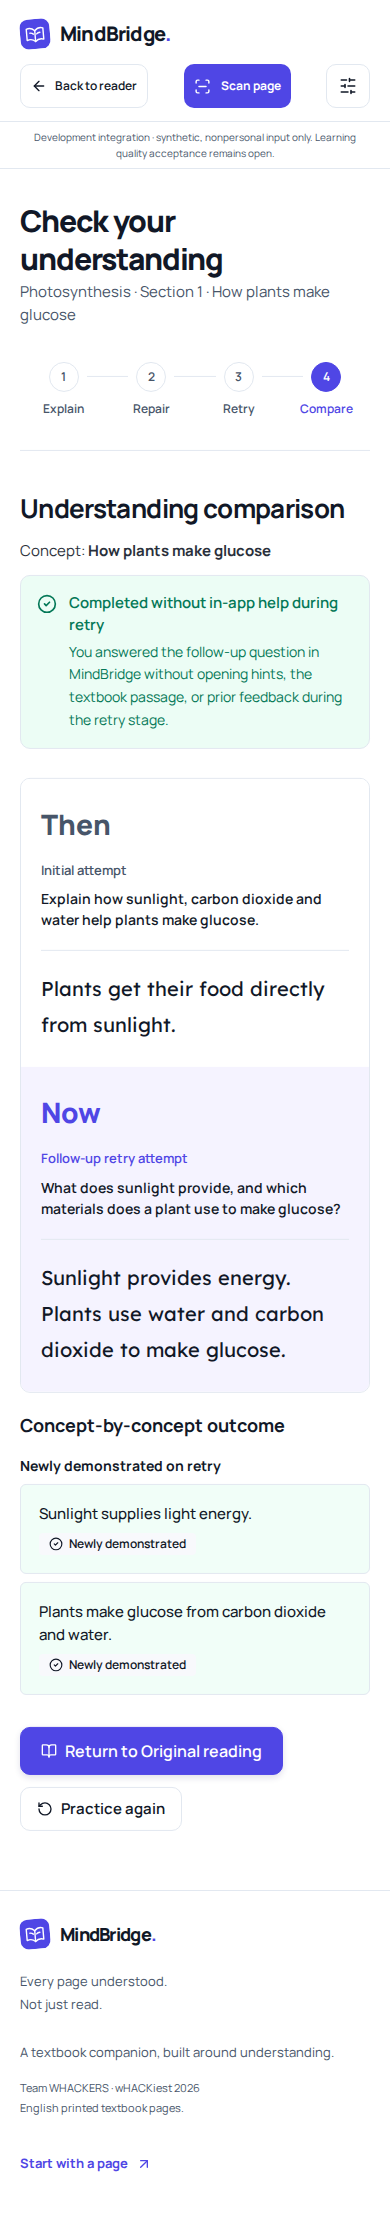 MindBridge.
Back to reader
Scan page
Development integration · synthetic, nonpersonal input only. Learning
quality acceptance remains open.
Check your
understanding
Photosynthesis · Section 1 · How plants make
glucose
1
2
3
4
Explain
Repair
Retry
Compare
Understanding comparison
Concept: How plants make glucose
Completed without in-app help during
retry
You answered the follow-up question in
MindBridge without opening hints, the
textbook passage, or prior feedback during
the retry stage.
Then
Initial attempt
Explain how sunlight, carbon dioxide and
water help plants make glucose.
Plants get their food directly
from sunlight.
Now
Follow-up retry attempt
What does sunlight provide, and which
materials does a plant use to make glucose?
Sunlight provides energy.
Plants use water and carbon
dioxide to make glucose.
Concept-by-concept outcome
Newly demonstrated on retry
Sunlight supplies light energy.
Newly demonstrated
Plants make glucose from carbon dioxide
and water.
Newly demonstrated
Return to Original reading
Practice again
MindBridge.
Every page understood.
Not just read.
A textbook companion, built around understanding.
Team WHACKERS · wHACKiest 2026
English printed textbook pages.
Start with a page